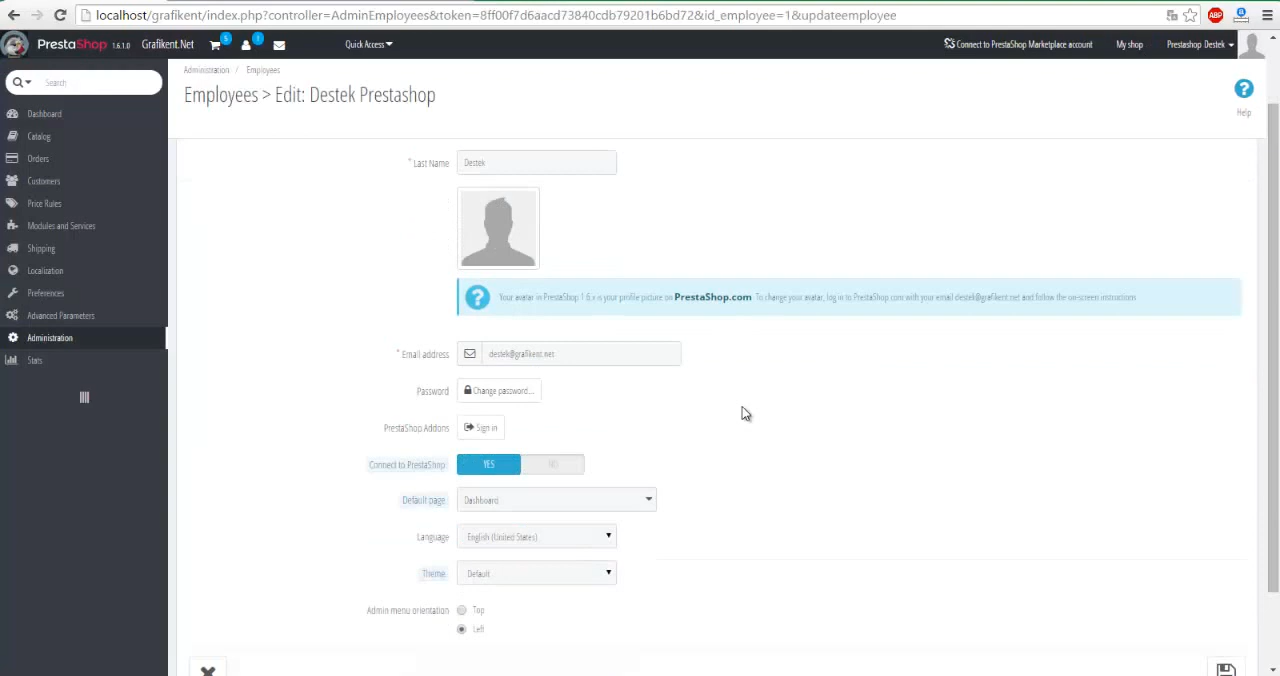 localhost/grafikent/index.php?controller=AdminEmployees&token=8ff00f7d6aacd73840cdb79201b6bd72&id_employee=1&updateemployee
ABP
8
PrestaShop 1.6.1.0 Grafikent.Net 5 1 Quick Access Connect to PrestaShop Marketplace account My shop Prestashop Destek
Search
Administration / Employees
Employees > Edit: Destek Prestashop
Help
Dashboard
Catalog
Orders
Customers
Price Rules
Modules and Services
Shipping
Localization
Preferences
Advanced Parameters
Administration
Stats
* Last Name Destek
? Your avatar in PrestaShop 1.6.x is your profile picture on PrestaShop.com. To change your avatar, log in to PrestaShop.com with your email destek@grafikent.net and follow the on-screen instructions.
* Email address destek@grafikent.net
Password Change password...
PrestaShop Addons Sign in
Connect to PrestaShop YES NO
Default page Dashboard
Language English (United States)
Theme Default
Admin menu orientation Top
Left